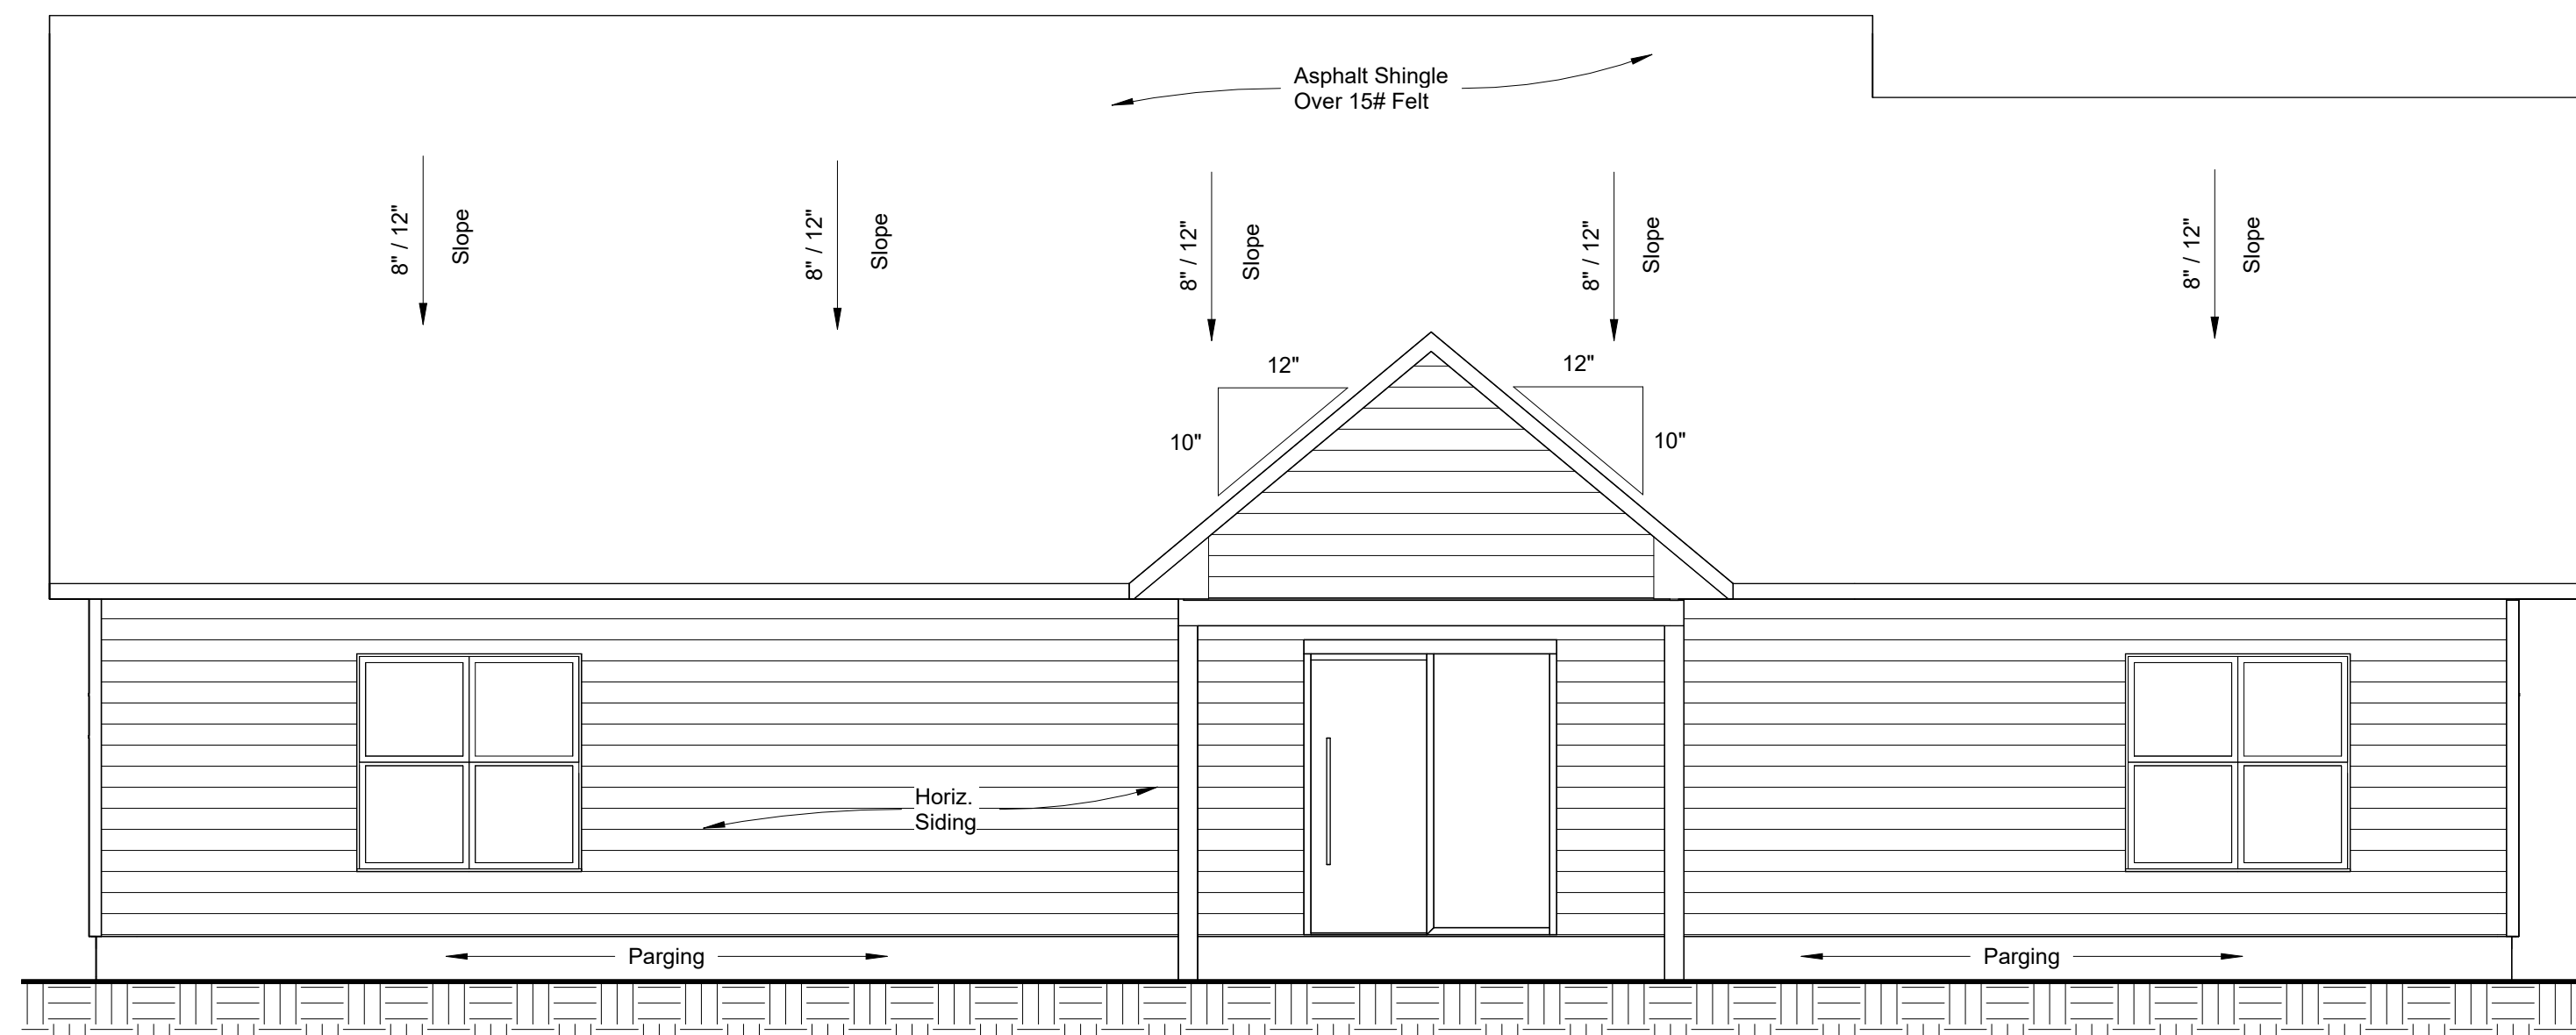 Asphalt Shingle
Over 15# Felt
8" / 12"
Slope
8" / 12"
Slope
8" / 12"
Slope
8" / 12"
Slope
8" / 12"
Slope
12"
10"
12"
10"
Horiz.
Siding
Parging
Parging